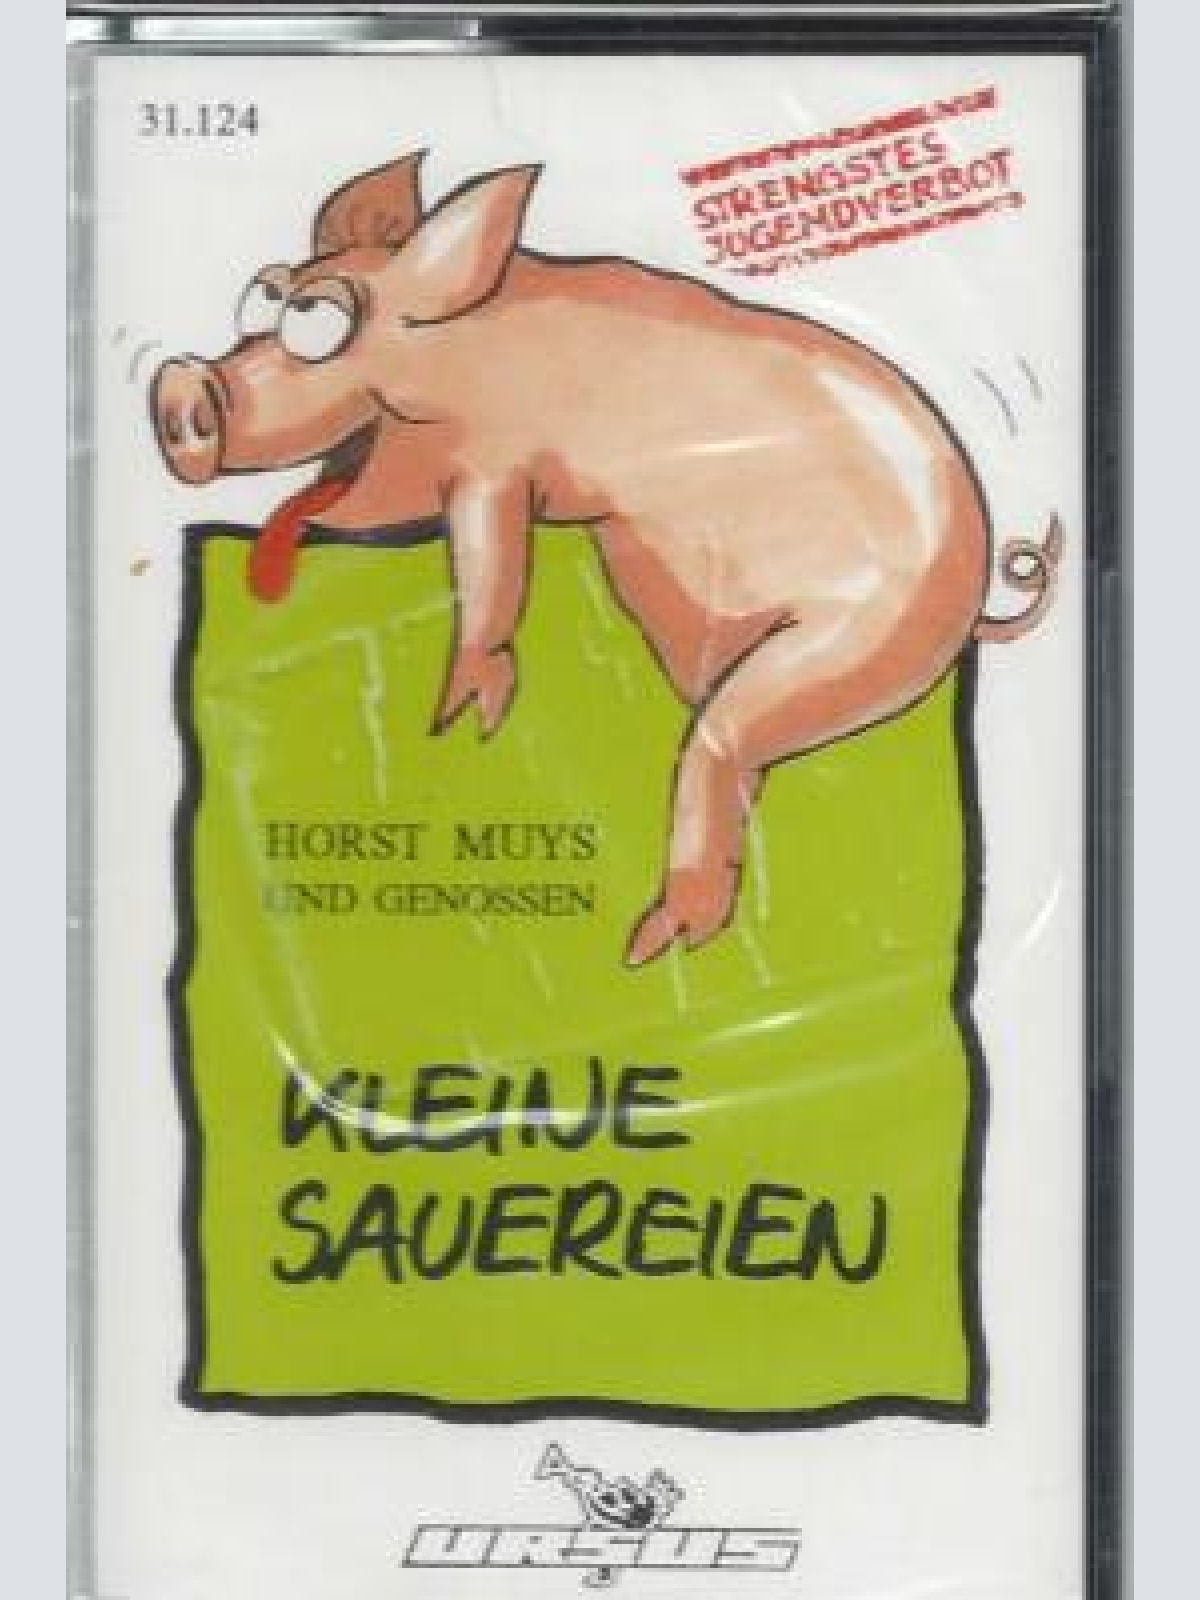 31.124
STRENGSTES
JUGENDVERBOT
HORST MUYS
UND GENOSSEN
KLEINE
SAUEREIEN
URSUS